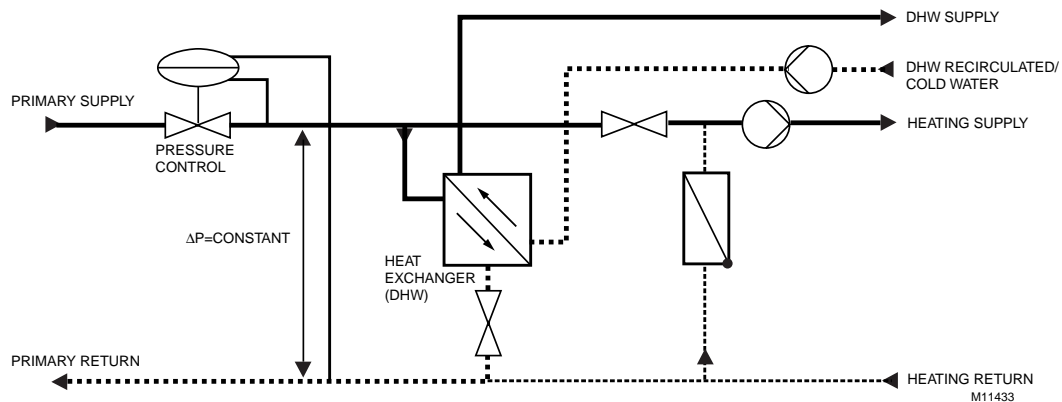 DHW SUPPLY
DHW RECIRCULATED/
COLD WATER
PRIMARY SUPPLY
HEATING SUPPLY
PRESSURE
CONTROL
ΔP=CONSTANT
HEAT
EXCHANGER
(DHW)
PRIMARY RETURN
HEATING RETURN
M11433